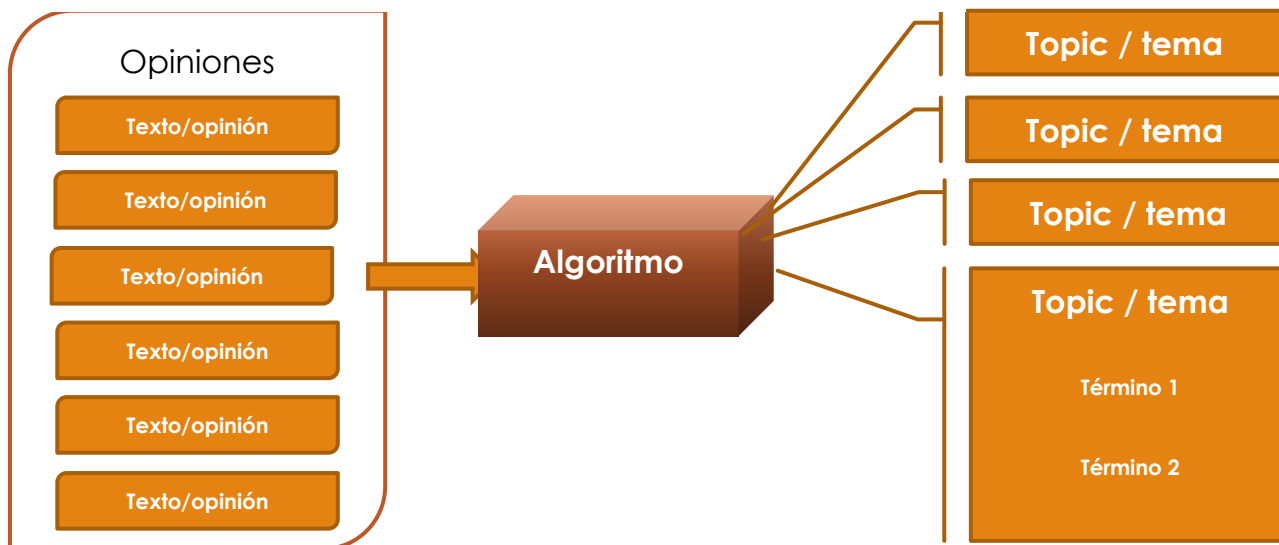 Opiniones
Texto/opinión
Texto/opinión
Texto/opinión
Texto/opinión
Texto/opinión
Texto/opinión
Algoritmo
Topic / tema
Topic / tema
Topic / tema
Topic / tema
Término 1
Término 2